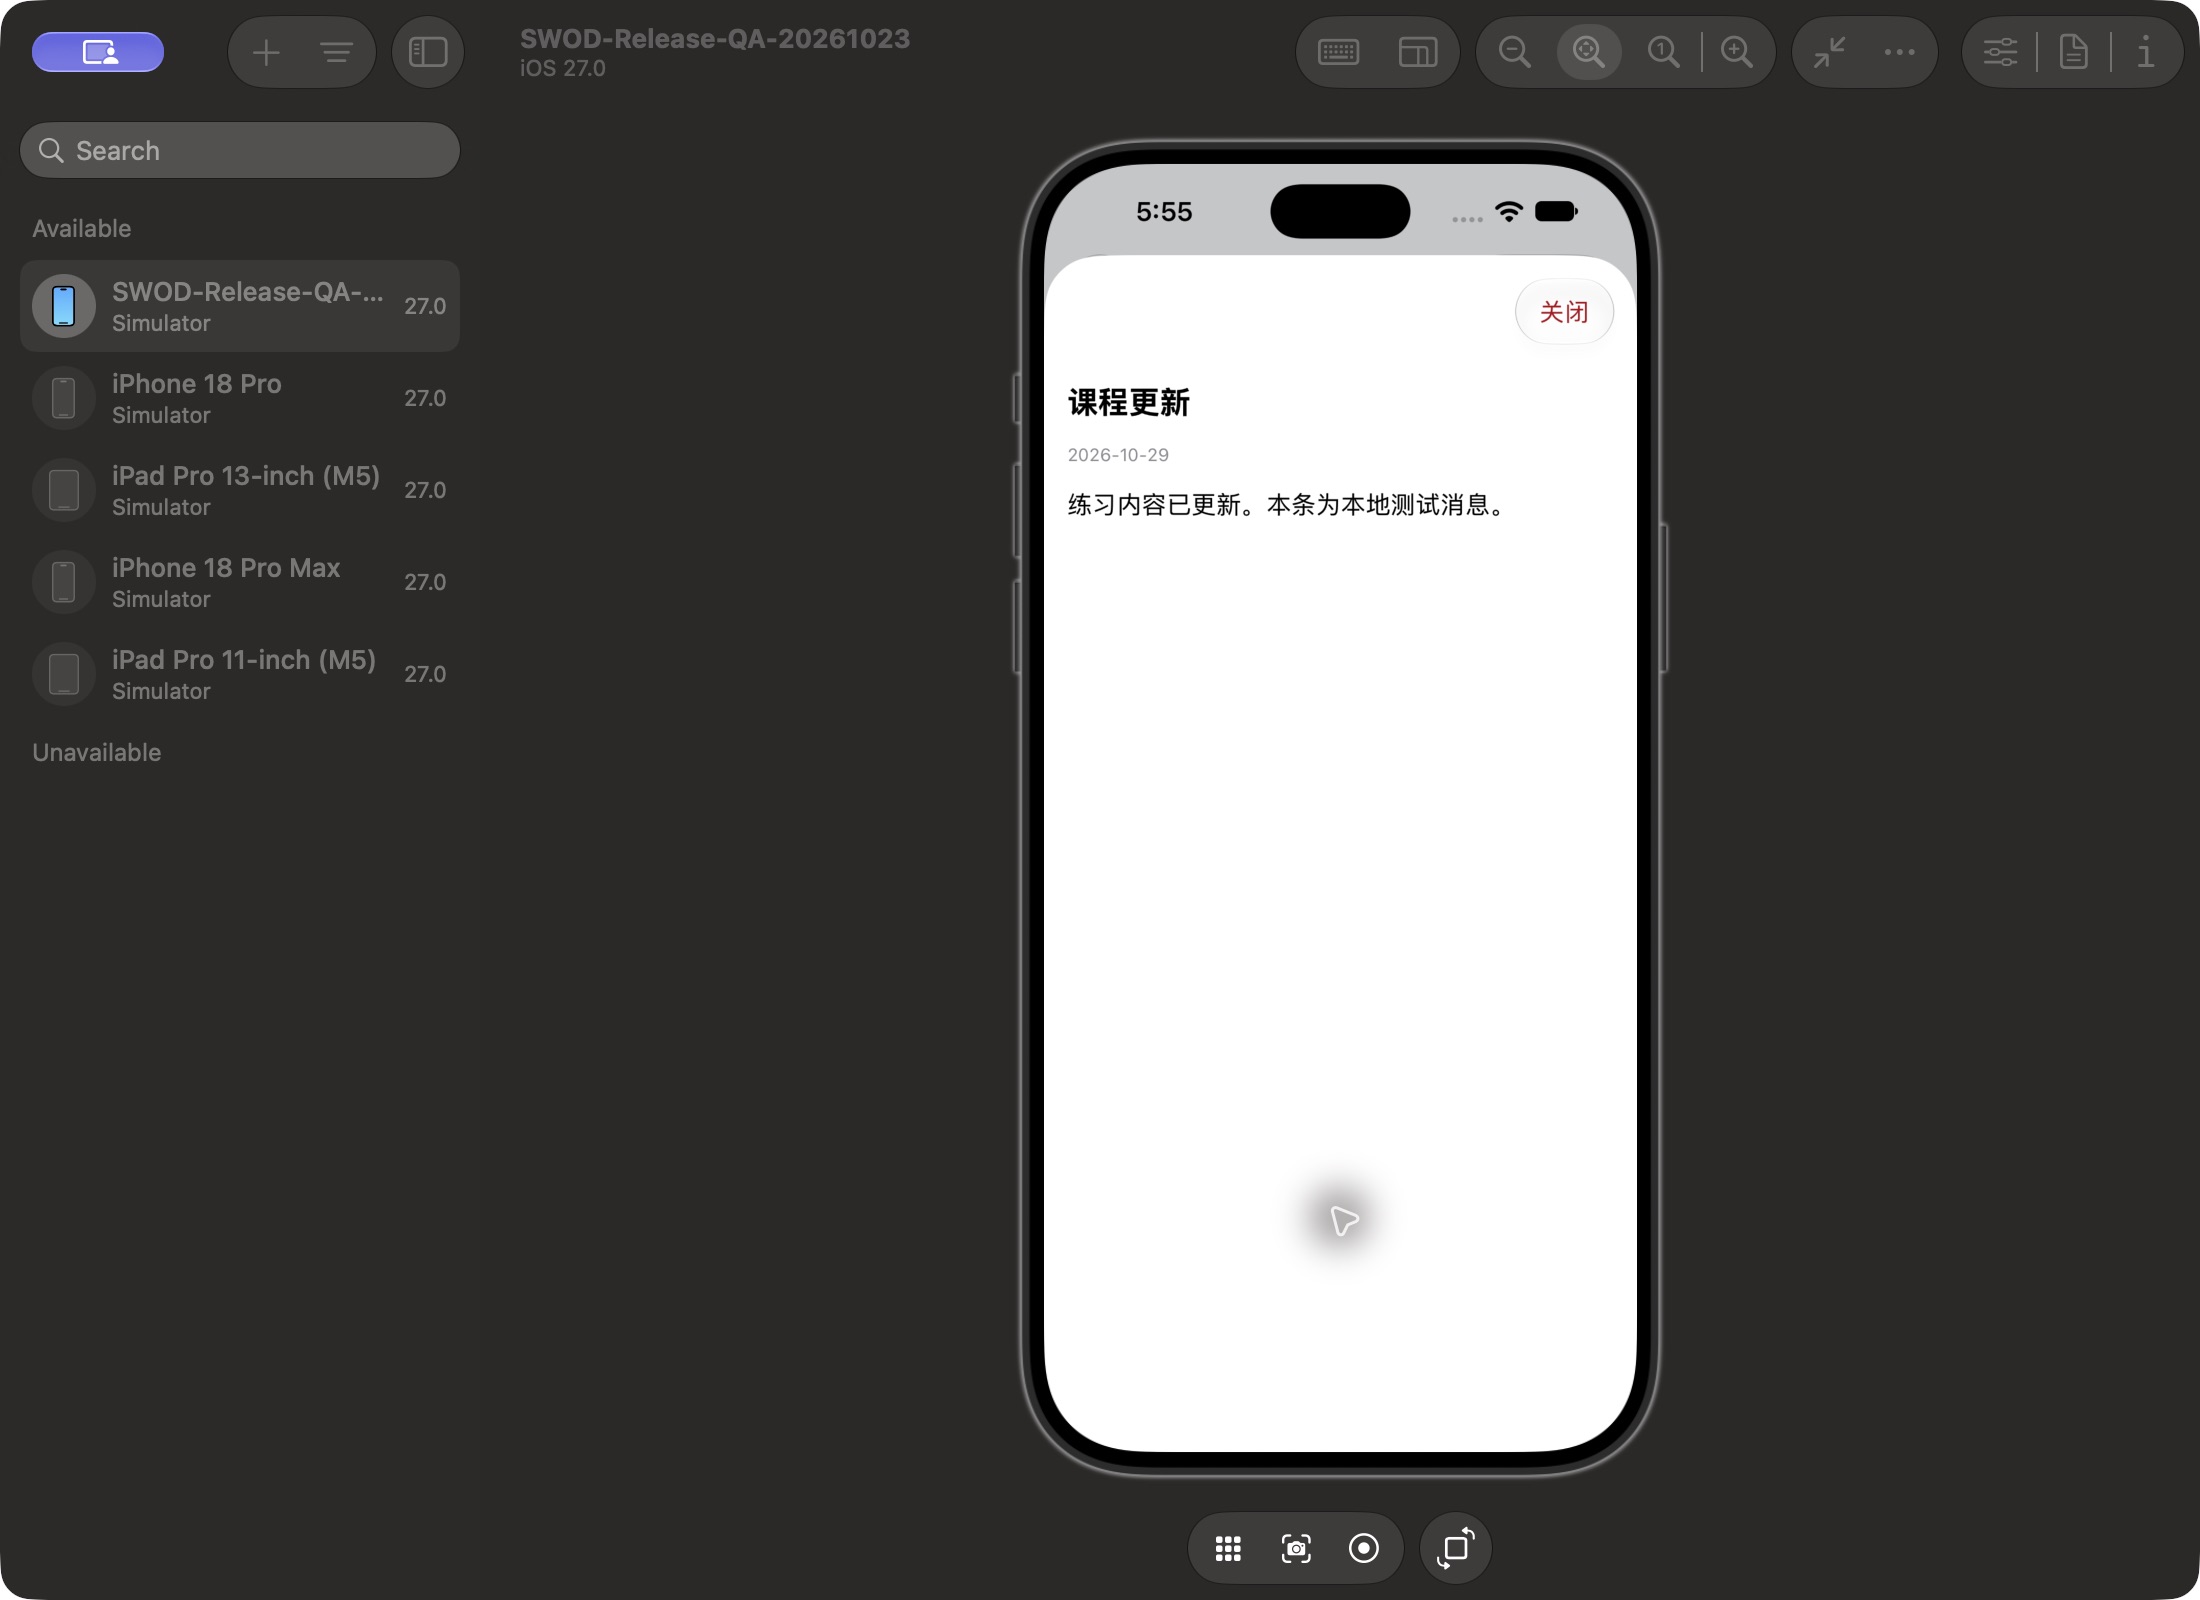 SWOD-Release-QA-20261023
iOS 27.0
Search
Available
SWOD-Release-QA-...
Simulator
27.0
iPhone 18 Pro
Simulator
27.0
iPad Pro 13-inch (M5)
Simulator
27.0
iPhone 18 Pro Max
Simulator
27.0
iPad Pro 11-inch (M5)
Simulator
27.0
Unavailable
5:55
关闭
课程更新
2026-10-29
练习内容已更新。本条为本地测试消息。